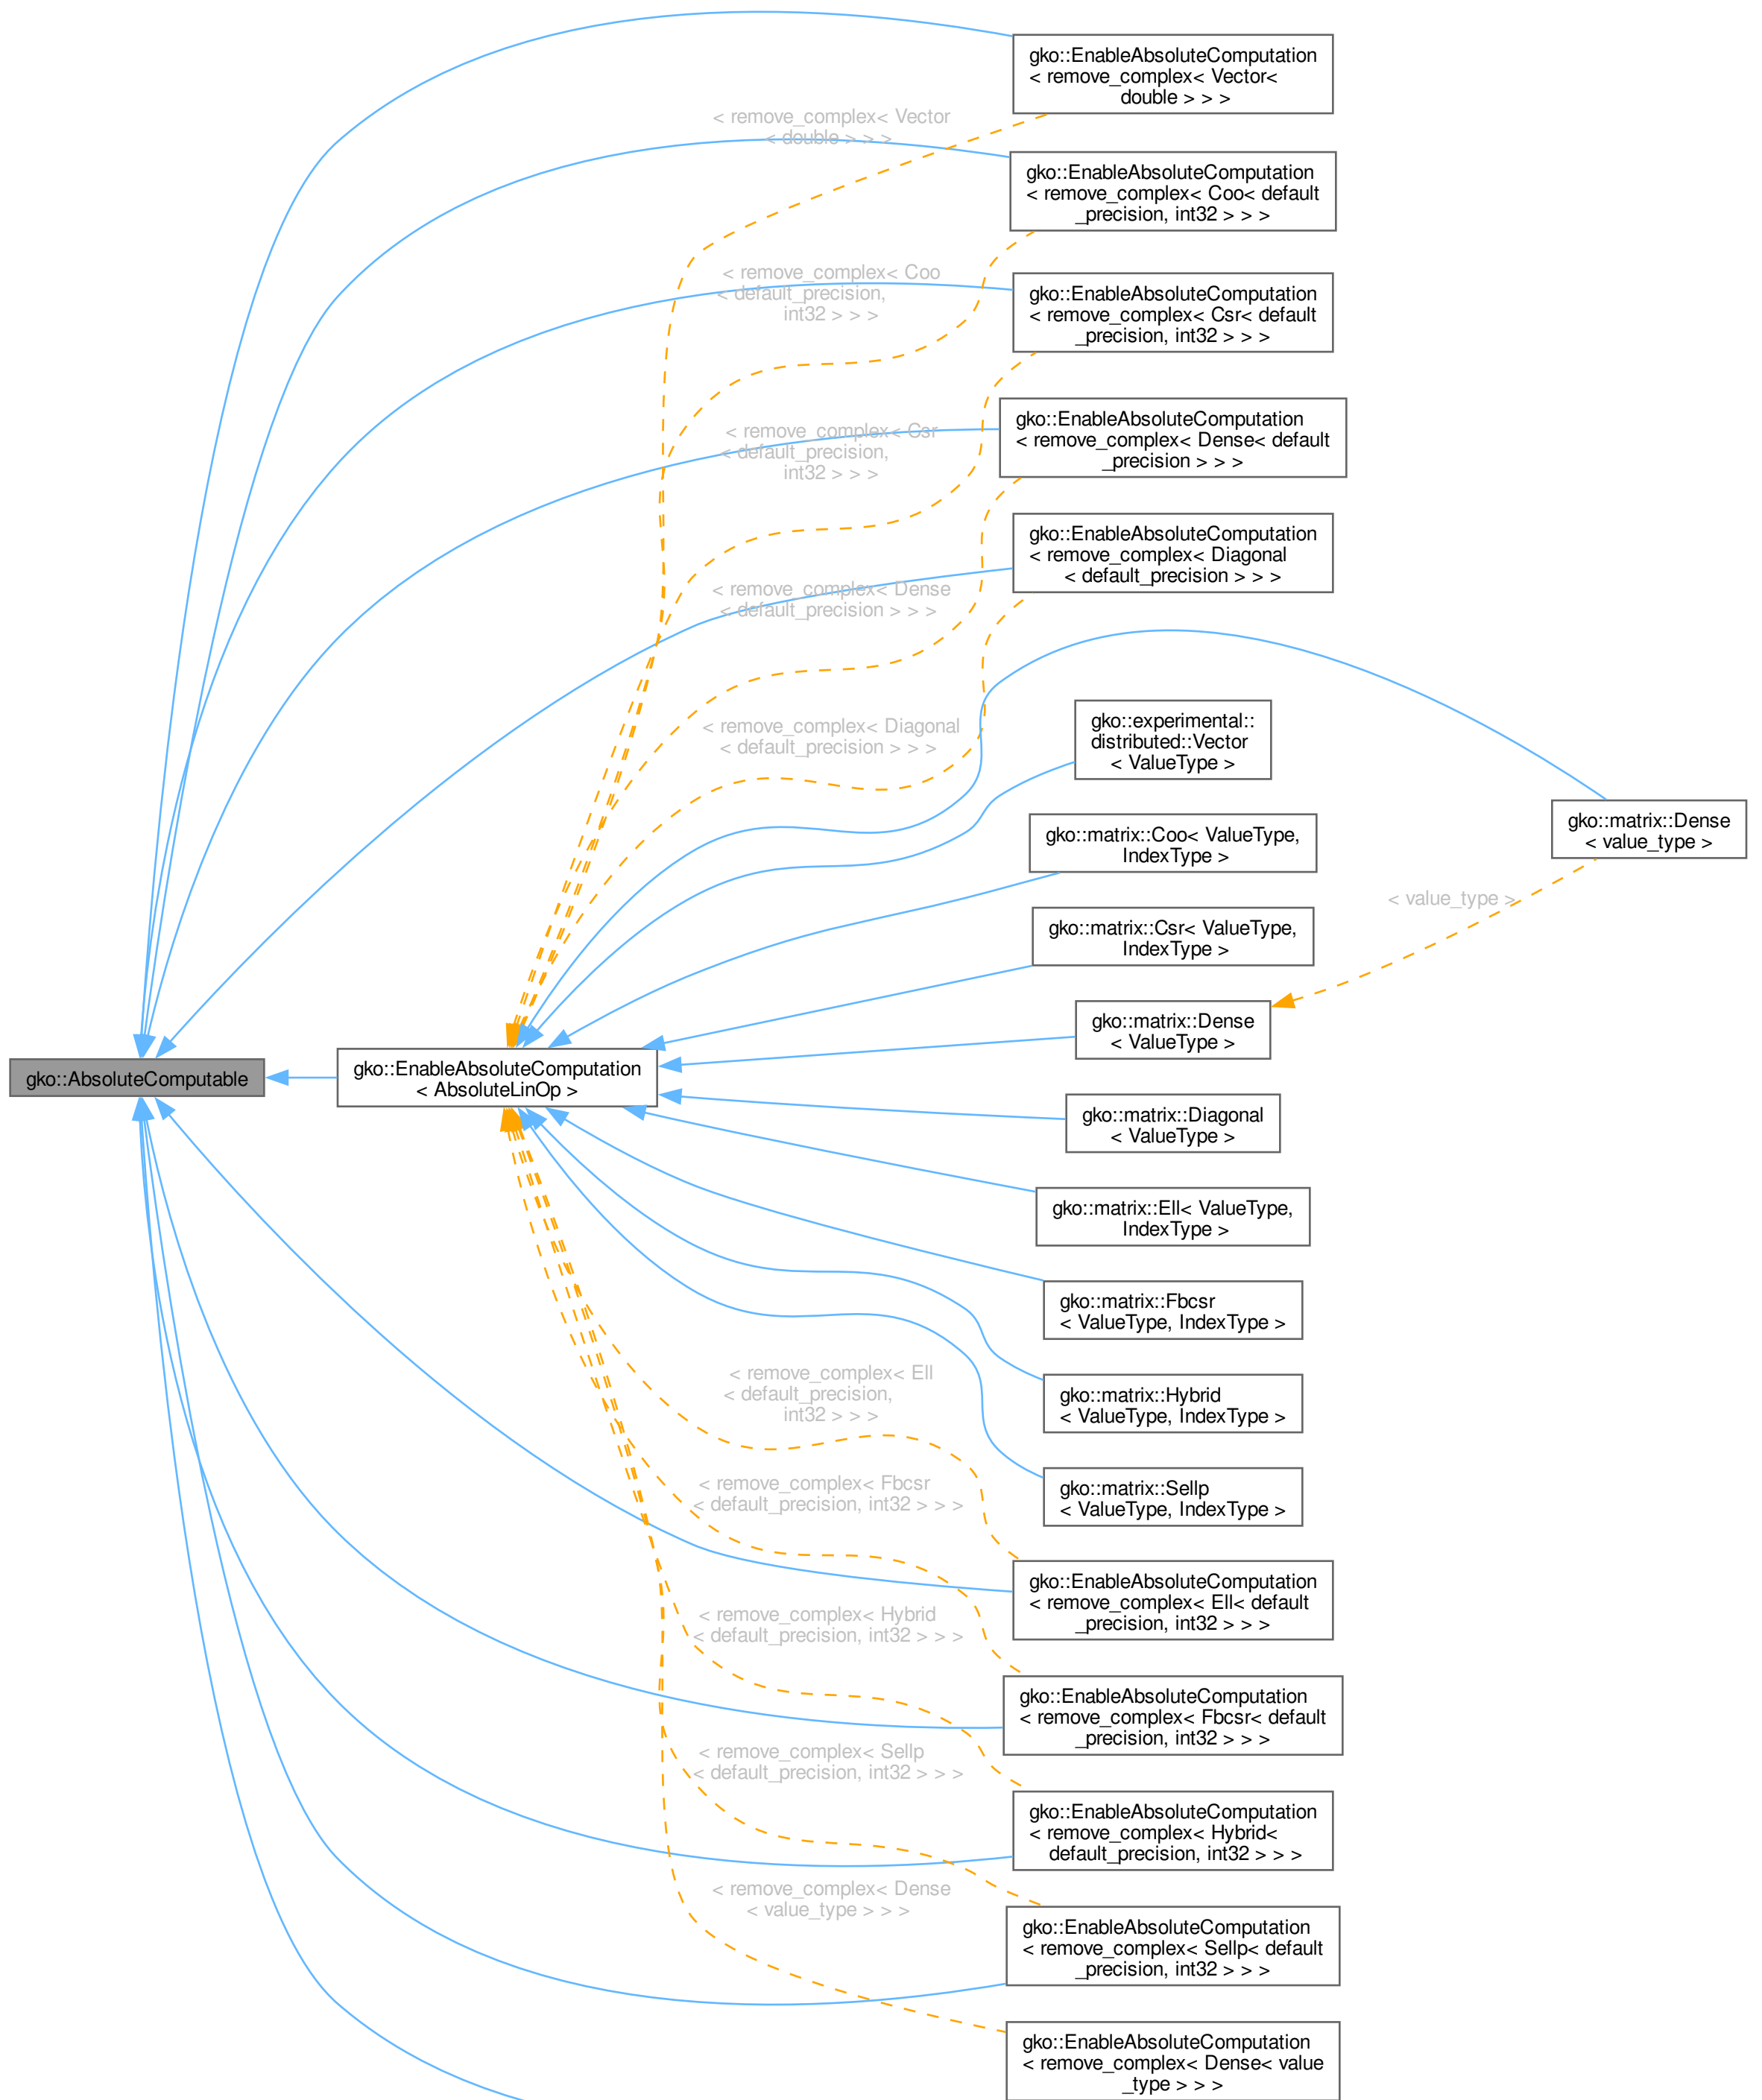 gko::EnableAbsoluteComputation
< remove_complex< Vector<
double > > >
< remove_complex< Vector
< double > > >
gko::EnableAbsoluteComputation
< remove_complex< Coo< default
_precision, int32 > > >
< remove_complex< Coo
< default_precision,
int32 > > >
gko::EnableAbsoluteComputation
< remove_complex< Csr< default
_precision, int32 > > >
< remove_complex< Csr
< default_precision,
int32 > > >
gko::EnableAbsoluteComputation
< remove_complex< Dense< default
_precision > > >
gko::EnableAbsoluteComputation
< remove_complex< Diagonal
< default_precision > > >
< remove_complex< Dense
< default_precision > > >
< remove_complex< Diagonal
< default_precision > > >
gko::experimental::
distributed::Vector
< ValueType >
gko::matrix::Dense
< value_type >
gko::matrix::Coo< ValueType,
IndexType >
< value_type >
gko::matrix::Csr< ValueType,
IndexType >
gko::matrix::Dense
< ValueType >
gko::AbsoluteComputable
gko::EnableAbsoluteComputation
< AbsoluteLinOp >
gko::matrix::Diagonal
< ValueType >
gko::matrix::Ell< ValueType,
IndexType >
gko::matrix::Fbcsr
< ValueType, IndexType >
gko::matrix::Hybrid
< ValueType, IndexType >
< remove_complex< Ell
< default_precision,
int32 > > >
gko::matrix::Sellp
< ValueType, IndexType >
< remove_complex< Fbcsr
< default_precision, int32 > > >
gko::EnableAbsoluteComputation
< remove_complex< Ell< default
_precision, int32 > > >
< remove_complex< Hybrid
< default_precision, int32 > > >
gko::EnableAbsoluteComputation
< remove_complex< Fbcsr< default
_precision, int32 > > >
< remove_complex< Sellp
< default_precision, int32 > > >
gko::EnableAbsoluteComputation
< remove_complex< Hybrid<
default_precision, int32 > > >
< remove_complex< Dense
< value_type > > >
gko::EnableAbsoluteComputation
< remove_complex< Sellp< default
_precision, int32 > > >
gko::EnableAbsoluteComputation
< remove_complex< Dense< value
_type > > >